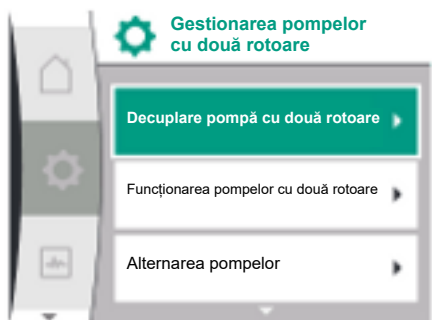 Gestionarea pompelor
cu două rotoare
Decuplare pompă cu două rotoare
Funcționarea pompelor cu două rotoare
Alternarea pompelor